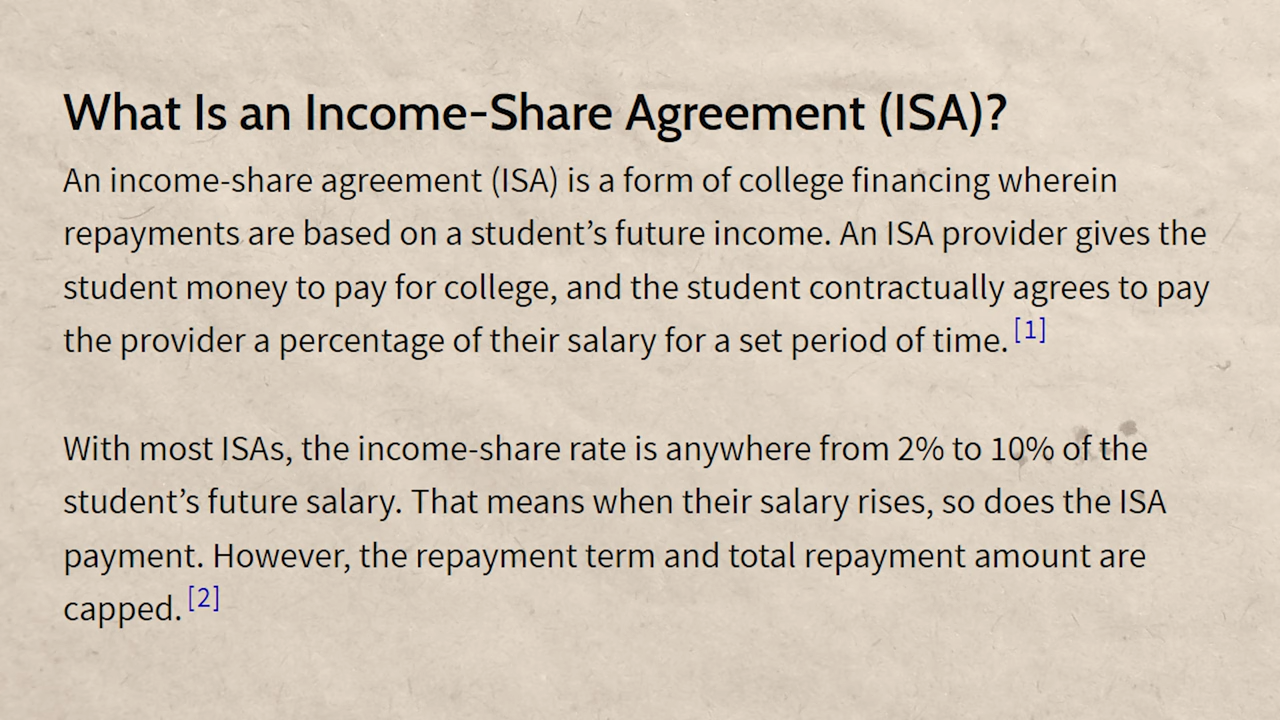 What Is an Income-Share Agreement (ISA)?
An income-share agreement (ISA) is a form of college financing wherein
repayments are based on a student’s future income. An ISA provider gives the
student money to pay for college, and the student contractually agrees to pay
the provider a percentage of their salary for a set period of time. [1]
With most ISAs, the income-share rate is anywhere from 2% to 10% of the
student’s future salary. That means when their salary rises, so does the ISA
payment. However, the repayment term and total repayment amount are
capped. [2]